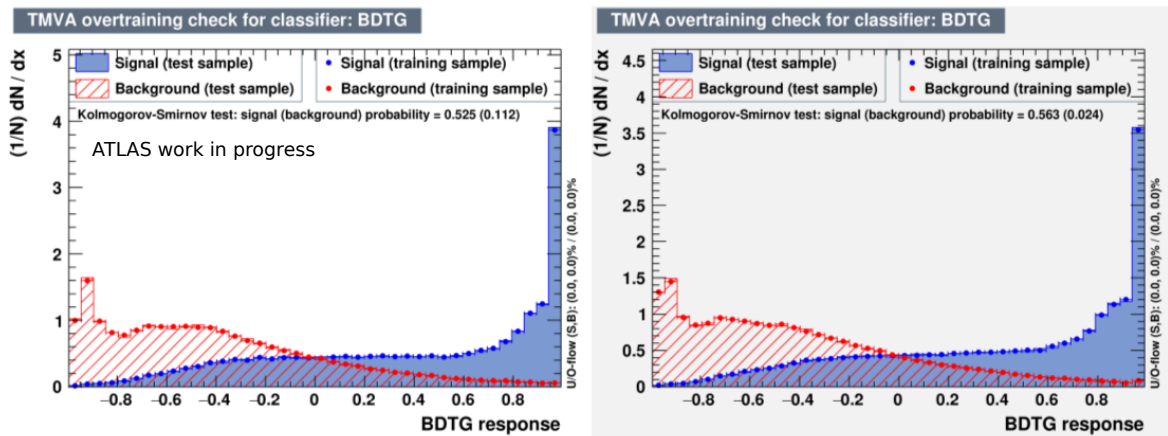 TMVA overtraining check for classifier: BDTG
Signal (test sample)
Signal (training sample)
Background (test sample)
Background (training sample)
Kolmogorov-Smirnov test: signal (background) probability = 0.525 (0.112)
ATLAS work in progress
(1/N) dN / dx
5
4
3
2
1
0
−0.8 −0.6 −0.4 −0.2 0 0.2 0.4 0.6 0.8
BDTG response
U/O-flow (S,B): (0.0, 0.0)% / (0.0, 0.0)%
TMVA overtraining check for classifier: BDTG
Signal (test sample)
Signal (training sample)
Background (test sample)
Background (training sample)
Kolmogorov-Smirnov test: signal (background) probability = 0.563 (0.024)
(1/N) dN / dx
4.5
4
3.5
3
2.5
2
1.5
1
0.5
0
−0.8 −0.6 −0.4 −0.2 0 0.2 0.4 0.6 0.8
BDTG response
U/O-flow (S,B): (0.0, 0.0)% / (0.0, 0.0)%